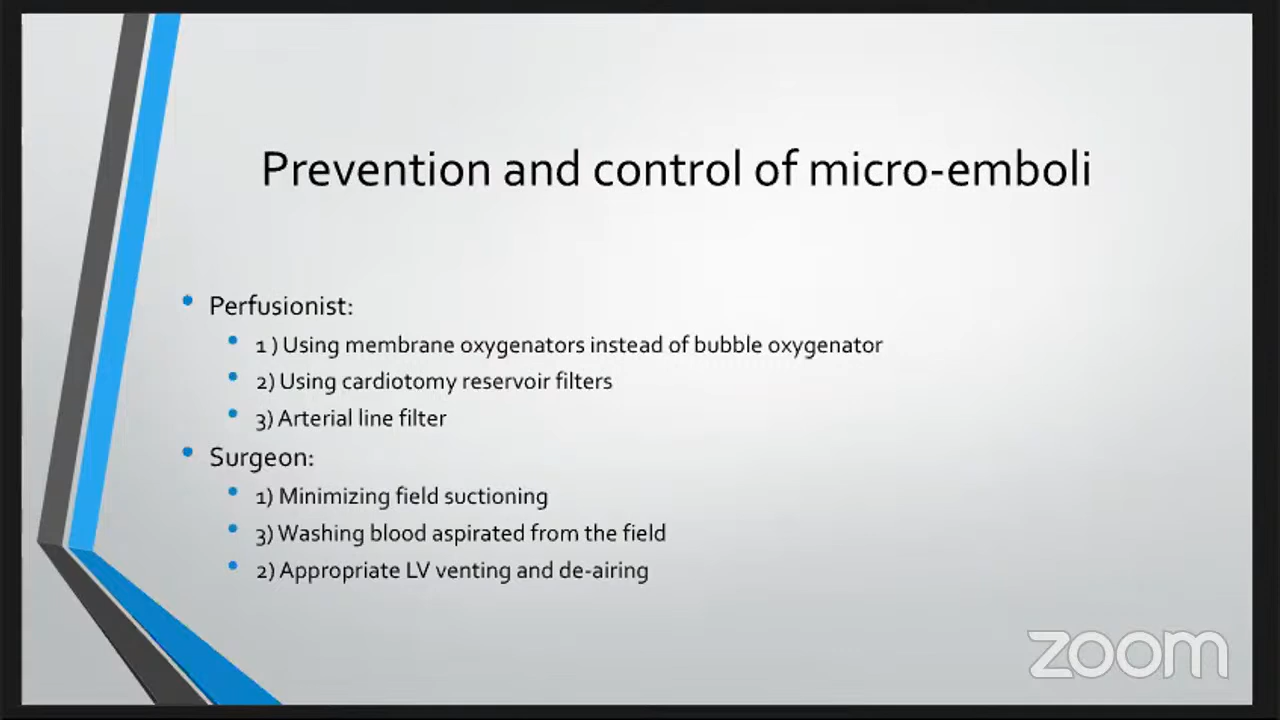 Prevention and control of micro-emboli
• Perfusionist:
• 1 ) Using membrane oxygenators instead of bubble oxygenator
• 2) Using cardiotomy reservoir filters
• 3) Arterial line filter
• Surgeon:
• 1) Minimizing field suctioning
• 3) Washing blood aspirated from the field
• 2) Appropriate LV venting and de-airing
zoom